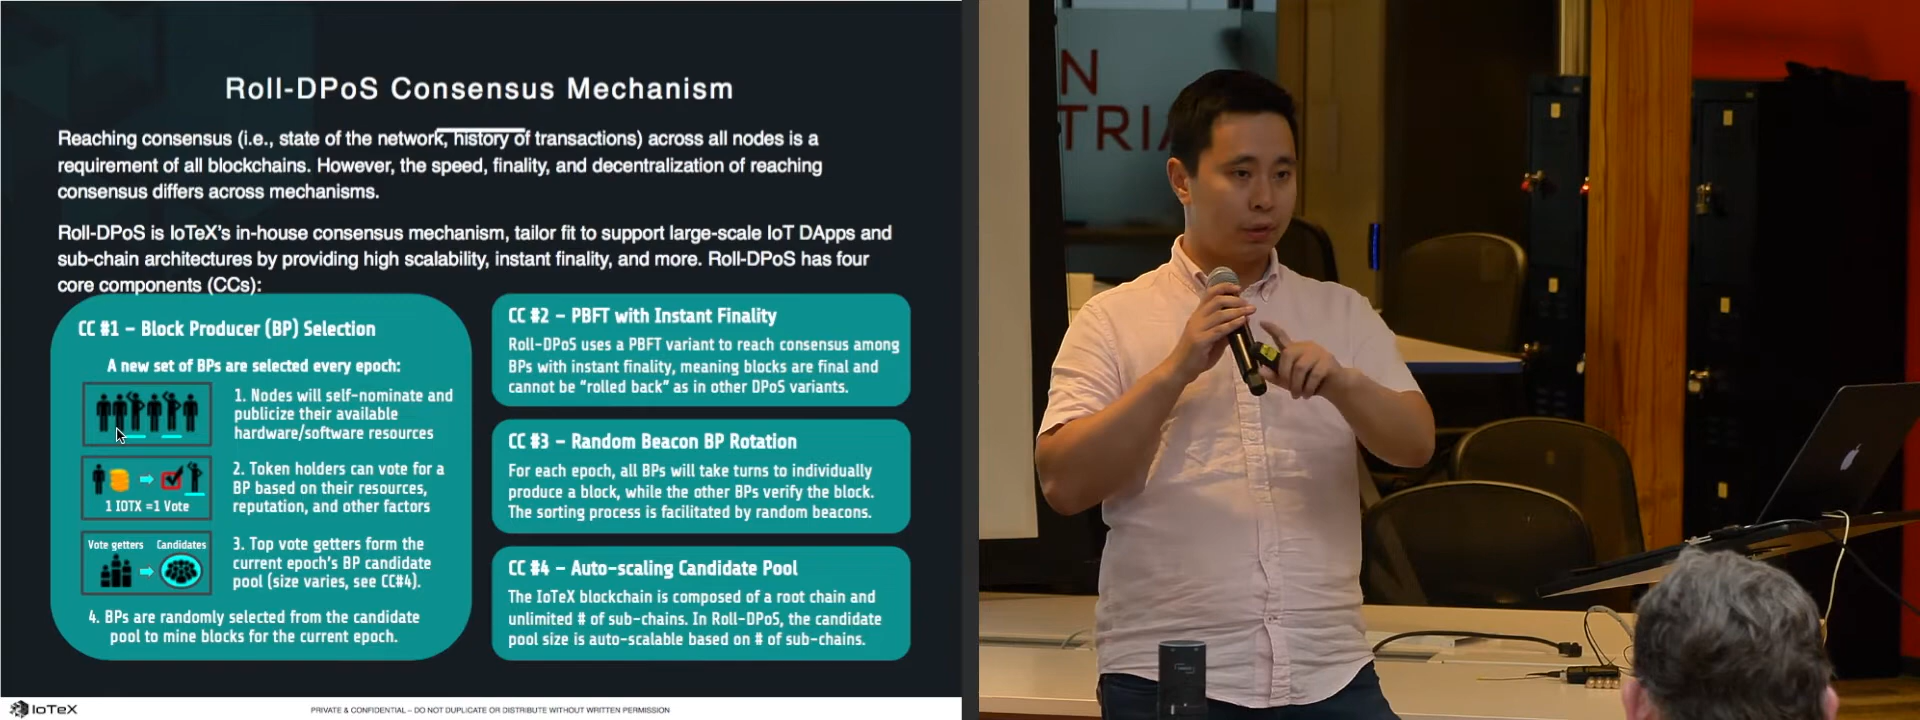 Roll-DPoS Consensus Mechanism
Reaching consensus (i.e., state of the network, history of transactions) across all nodes is a
requirement of all blockchains. However, the speed, finality, and decentralization of reaching
consensus differs across mechanisms.
Roll-DPoS is IoTeX's in-house consensus mechanism, tailor fit to support large-scale IoT DApps and
sub-chain architectures by providing high scalability, instant finality, and more. Roll-DPoS has four
core components (CCs):
CC #1 – Block Producer (BP) Selection
A new set of BPs are selected every epoch:
1. Nodes will self-nominate and
publicize their available
hardware/software resources
1 IOTX =1 Vote
2. Token holders can vote for a
BP based on their resources,
reputation, and other factors
Vote getters Candidates
3. Top vote getters form the
current epoch's BP candidate
pool (size varies, see CC#4).
4. BPs are randomly selected from the candidate
pool to mine blocks for the current epoch.
CC #2 – PBFT with Instant Finality
Roll-DPoS uses a PBFT variant to reach consensus among
BPs with instant finality, meaning blocks are final and
cannot be "rolled back" as in other DPoS variants.
CC #3 – Random Beacon BP Rotation
For each epoch, all BPs will take turns to individually
produce a block, while the other BPs verify the block.
The sorting process is facilitated by random beacons.
CC #4 – Auto-scaling Candidate Pool
The IoTeX blockchain is composed of a root chain and
unlimited # of sub-chains. In Roll-DPoS, the candidate
pool size is auto-scalable based on # of sub-chains.
IoTeX
PRIVATE & CONFIDENTIAL – DO NOT DUPLICATE OR DISTRIBUTE WITHOUT WRITTEN PERMISSION
N
TRIA